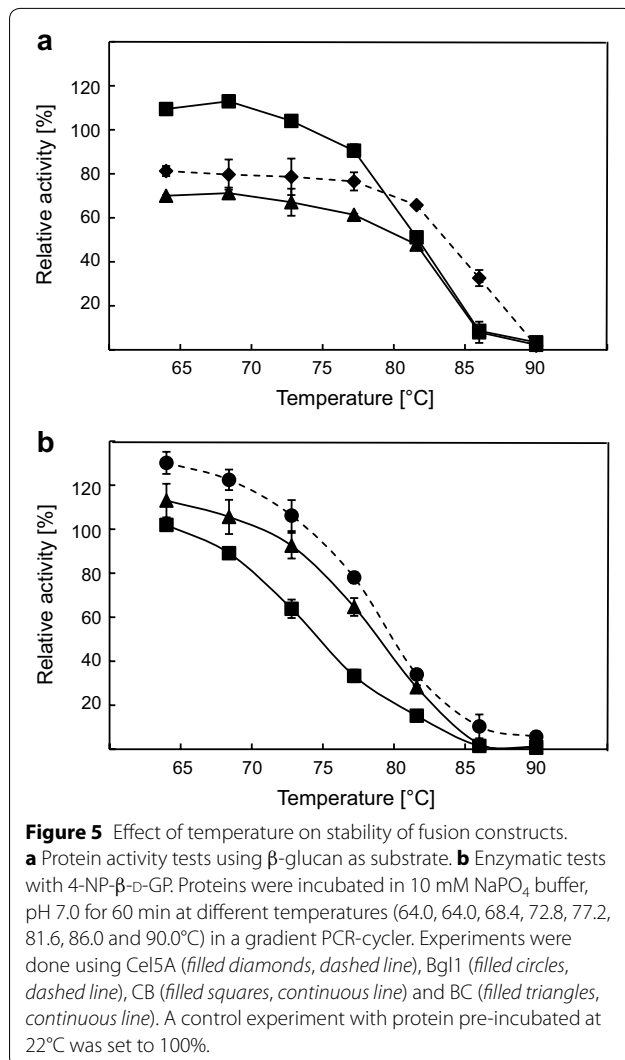 a
120
100
80
60
40
20
Relative activity [%]
65 70 75 80 85 90
Temperature [°C]
b
120
100
80
60
40
20
Relative activity [%]
65 70 75 80 85 90
Temperature [°C]
Figure 5 Effect of temperature on stability of fusion constructs.
a Protein activity tests using β-glucan as substrate. b Enzymatic tests
with 4-NP-β-D-GP. Proteins were incubated in 10 mM NaPO₄ buffer,
pH 7.0 for 60 min at different temperatures (64.0, 64.0, 68.4, 72.8, 77.2,
81.6, 86.0 and 90.0°C) in a gradient PCR-cycler. Experiments were
done using Cel5A (filled diamonds, dashed line), Bgl1 (filled circles,
dashed line), CB (filled squares, continuous line) and BC (filled triangles,
continuous line). A control experiment with protein pre-incubated at
22°C was set to 100%.